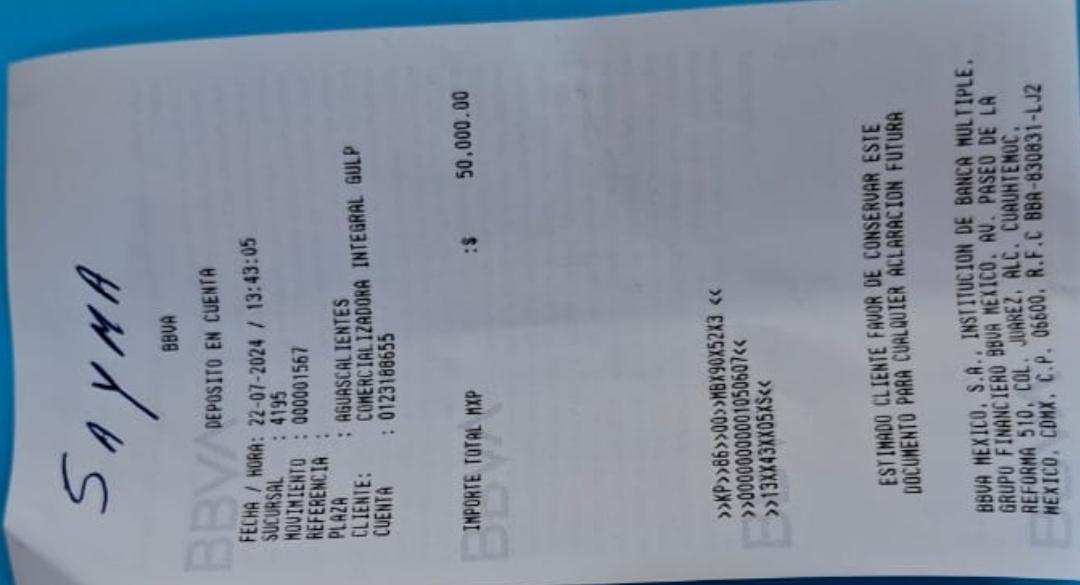 SAYMA
BBVA
DEPOSITO EN CUENTA
FECHA / HORA: 22-07-2024 / 13:43:05
SUCURSAL : 4195
MOVIMIENTO : 000001567
REFERENCIA :
PLAZA : AGUASCALIENTES
CLIENTE: COMERCIALIZADORA INTEGRAL GULP
CUENTA : 0123188655
IMPORTE TOTAL MXP :$ 50,000.00
>>KP>>86>>00>MBX90X52X3 <<
>>0000000001050607<<
>>13XX43XX05XS<<
ESTIMADO CLIENTE FAVOR DE CONSERVAR ESTE
DOCUMENTO PARA CUALQUIER ACLARACION FUTURA
BBVA MEXICO, S.A., INSTITUCION DE BANCA MULTIPLE,
GRUPO FINANCIERO BBVA MEXICO, AV. PASEO DE LA
REFORMA 510, COL. JUAREZ, ALC. CUAUHTEMOC,
MEXICO, CDMX, C.P. 06600, R.F.C BBA-830831-LJ2